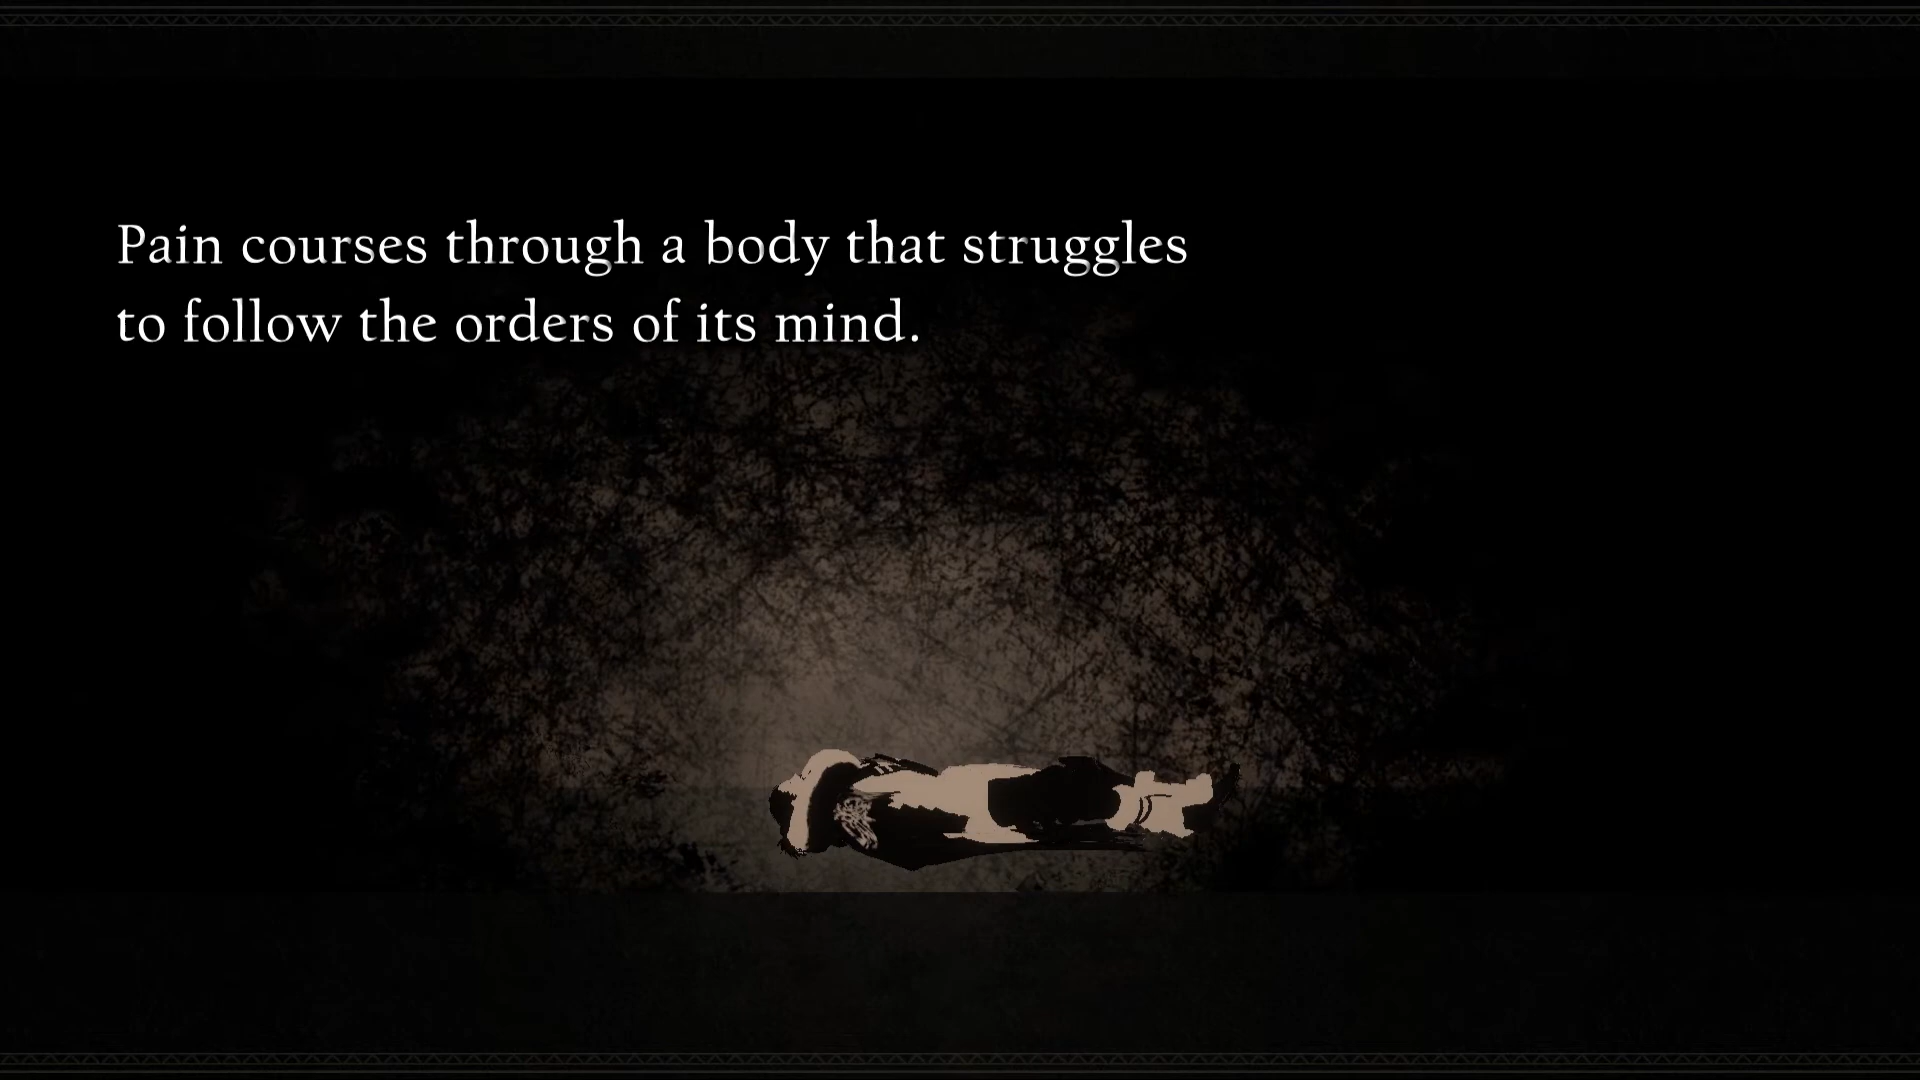 Pain courses through a body that struggles
to follow the orders of its mind.